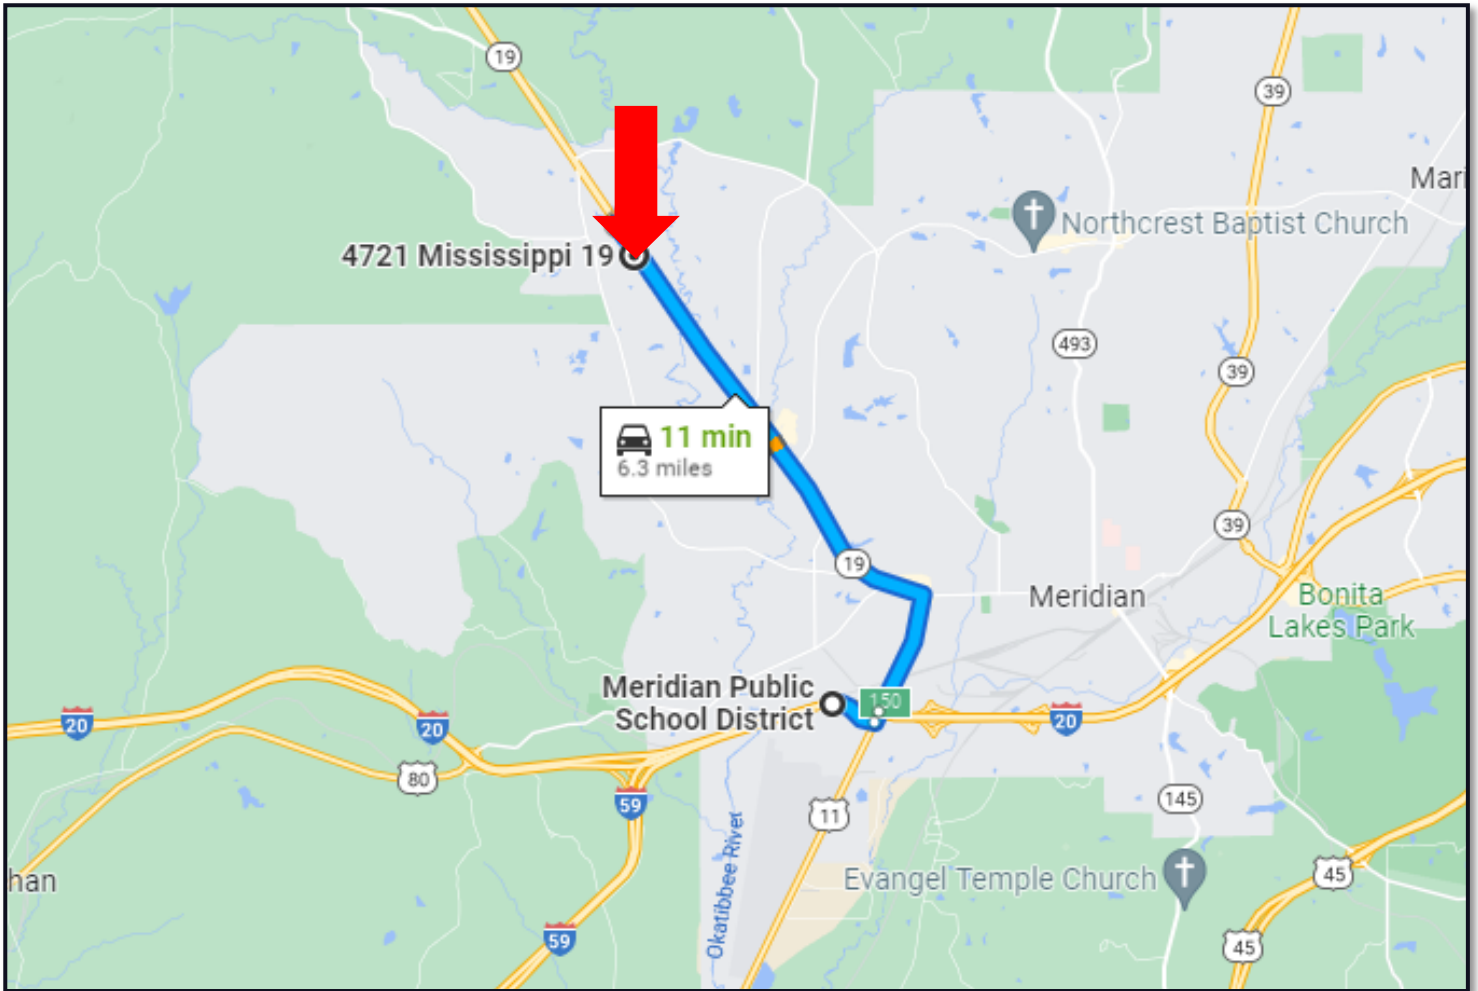 19
39
Mari
Northcrest Baptist Church
4721 Mississippi 19
493
39
11 min
6.3 miles
39
19
Meridian
Bonita
Lakes Park
Meridian Public
School District
150
20
20
20
80
59
11
145
Okatibbee River
han
Evangel Temple Church
45
59
45